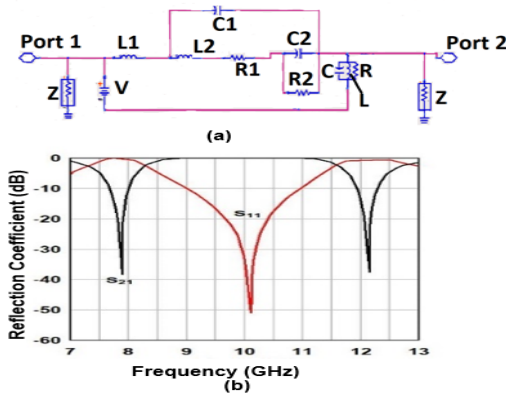 C1
Port 1
L1
L2
C2
Port 2
R1
Z
V
R2
C
R
L
Z
(a)
Reflection Coefficient (dB)
0
-10
-20
-30
-40
-50
-60
S11
S21
7
8
9
10
11
12
13
Frequency (GHz)
(b)